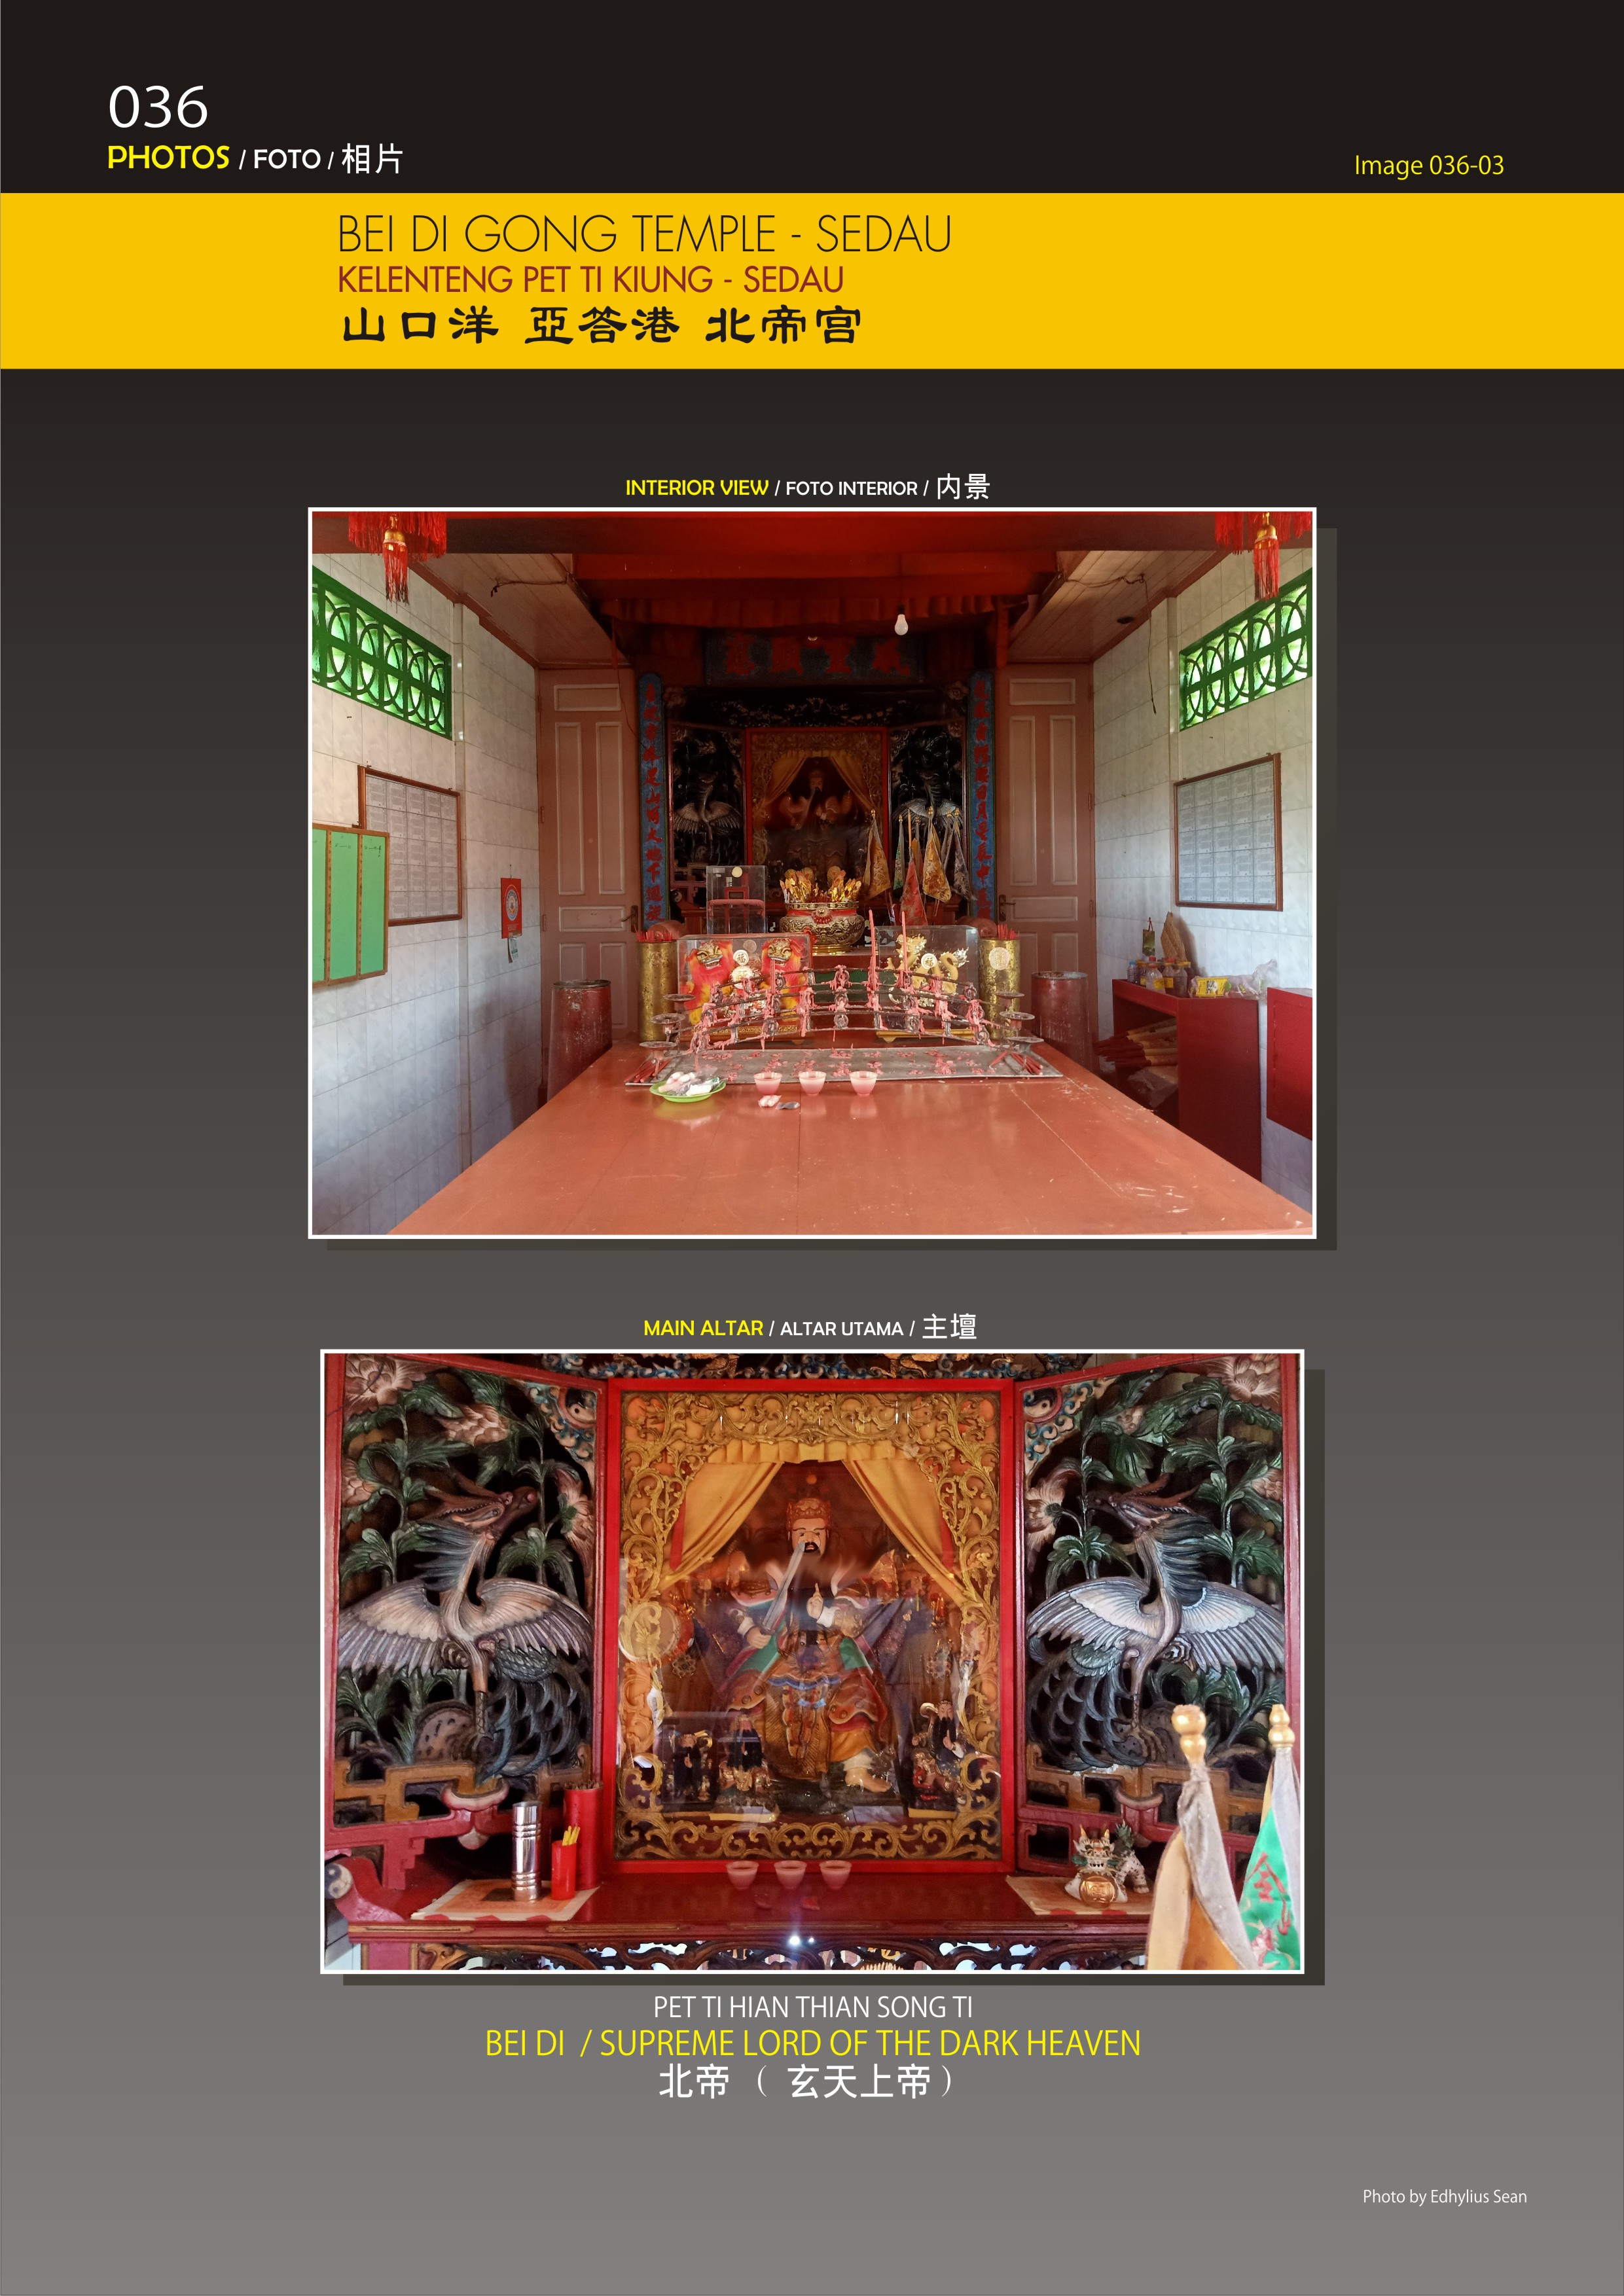 036
PHOTOS / FOTO / 相片
Image 036-03
BEI DI GONG TEMPLE - SEDAU
KELENTENG PET TI KIUNG - SEDAU
山口洋 亞答港 北帝宫
INTERIOR VIEW / FOTO INTERIOR / 内景
MAIN ALTAR / ALTAR UTAMA / 主壇
PET TI HIAN THIAN SONG TI
BEI DI / SUPREME LORD OF THE DARK HEAVEN
北帝 （ 玄天上帝）
Photo by Edhylius Sean